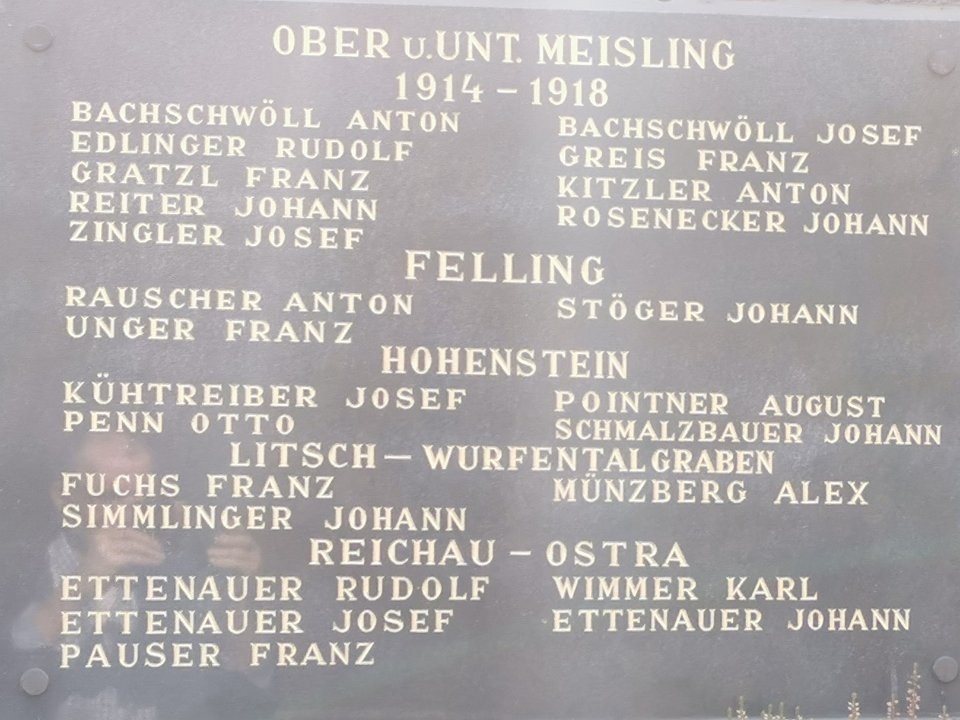 OBER U. UNT. MEISLING
1914 – 1918
BACHSCHWÖLL ANTON BACHSCHWÖLL JOSEF
EDLINGER RUDOLF GREIS FRANZ
GRATZL FRANZ KITZLER ANTON
REITER JOHANN ROSENECKER JOHANN
ZINGLER JOSEF
FELLING
RAUSCHER ANTON STÖGER JOHANN
UNGER FRANZ
HOHENSTEIN
KÜHTREIBER JOSEF POINTNER AUGUST
PENN OTTO SCHMALZBAUER JOHANN
LITSCH – WURFENTALGRABEN
FUCHS FRANZ MÜNZBERG ALEX
SIMMLINGER JOHANN
REICHAU – OSTRA
ETTENAUER RUDOLF WIMMER KARL
ETTENAUER JOSEF ETTENAUER JOHANN
PAUSER FRANZ